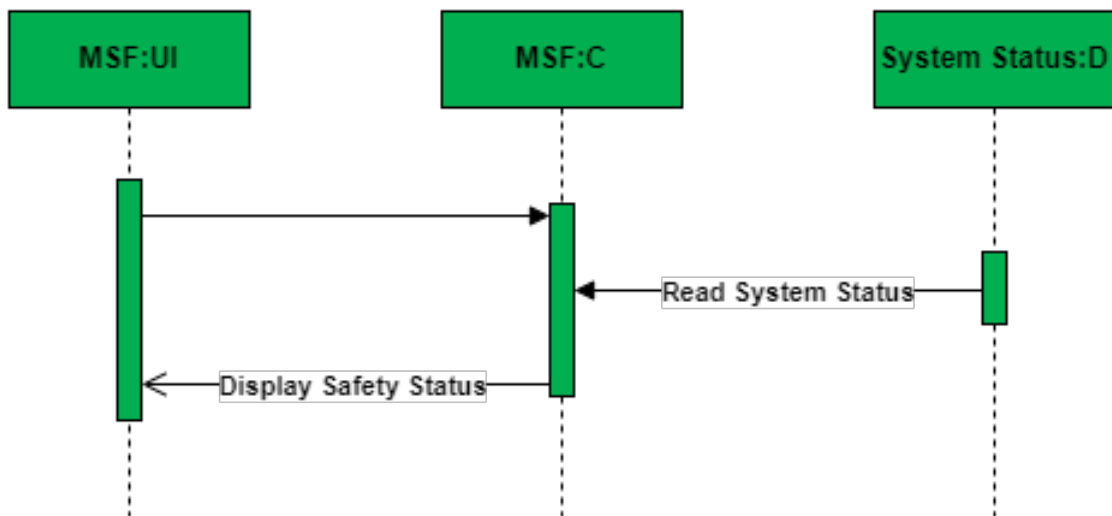 MSF:UI
MSF:C
System Status:D
Read System Status
Display Safety Status